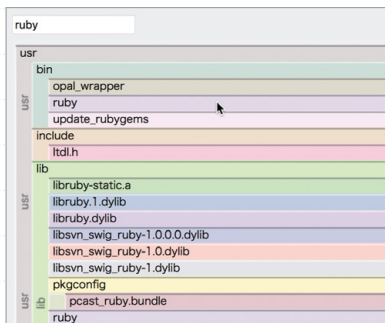 ruby
usr
bin
opal_wrapper
ruby
update_rubygems
usr
include
ltdl.h
lib
libruby-static.a
libruby.1.dylib
libruby.dylib
usr
libsvn_swig_ruby-1.0.0.0.dylib
libsvn_swig_ruby-1.0.dylib
libsvn_swig_ruby-1.dylib
pkgconfig
usr
lib
pcast_ruby.bundle
ruby